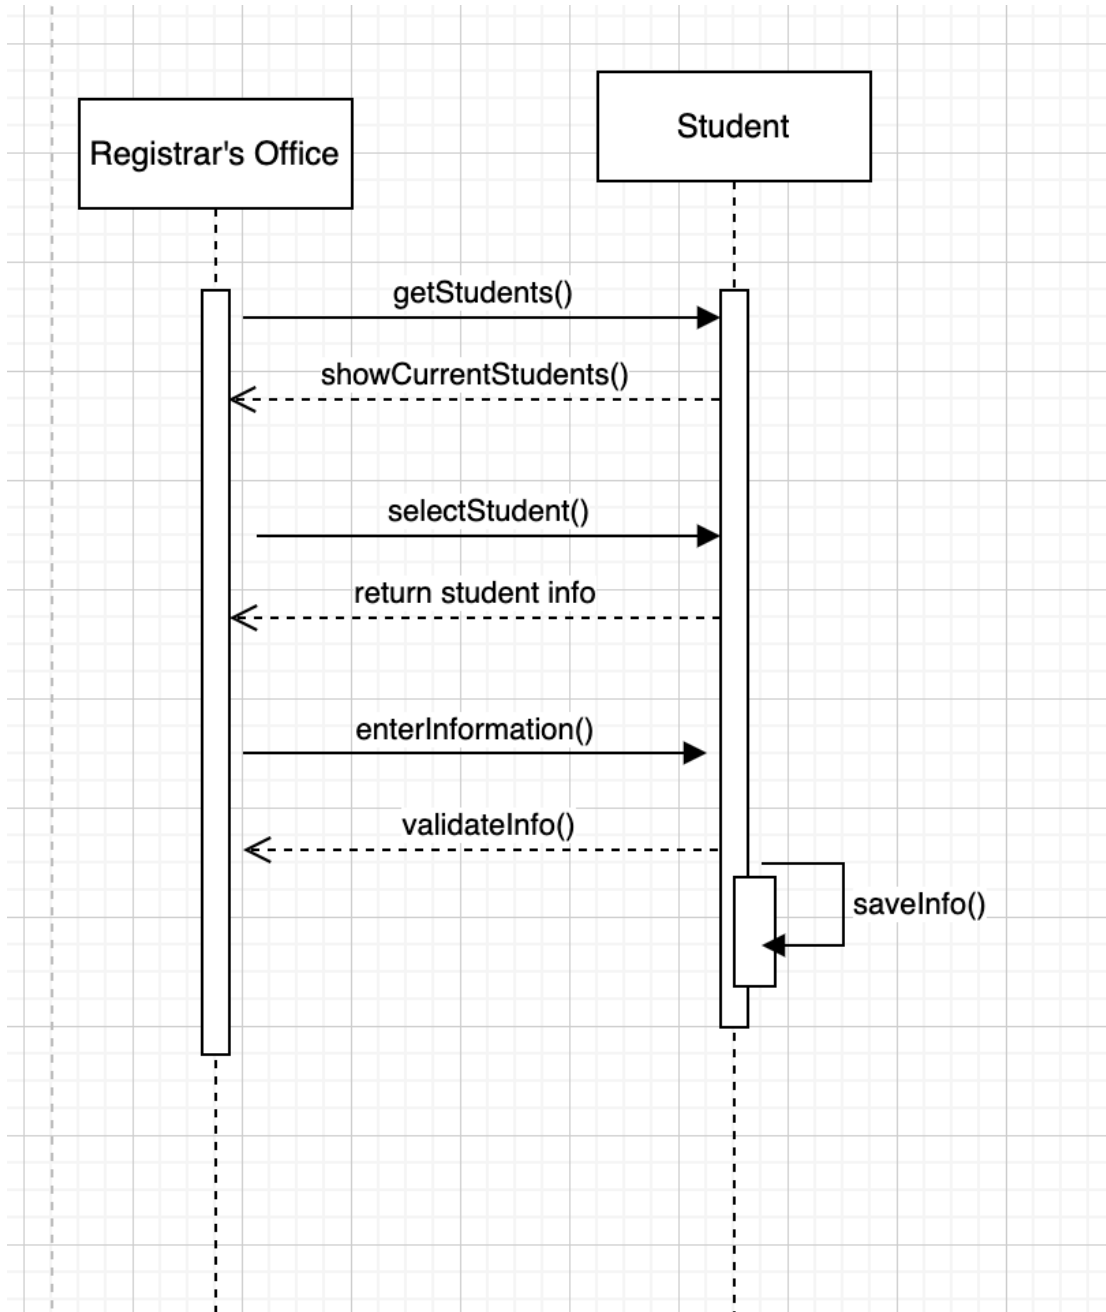 Registrar's Office
Student
getStudents()
showCurrentStudents()
selectStudent()
return student info
enterInformation()
validateInfo()
saveInfo()